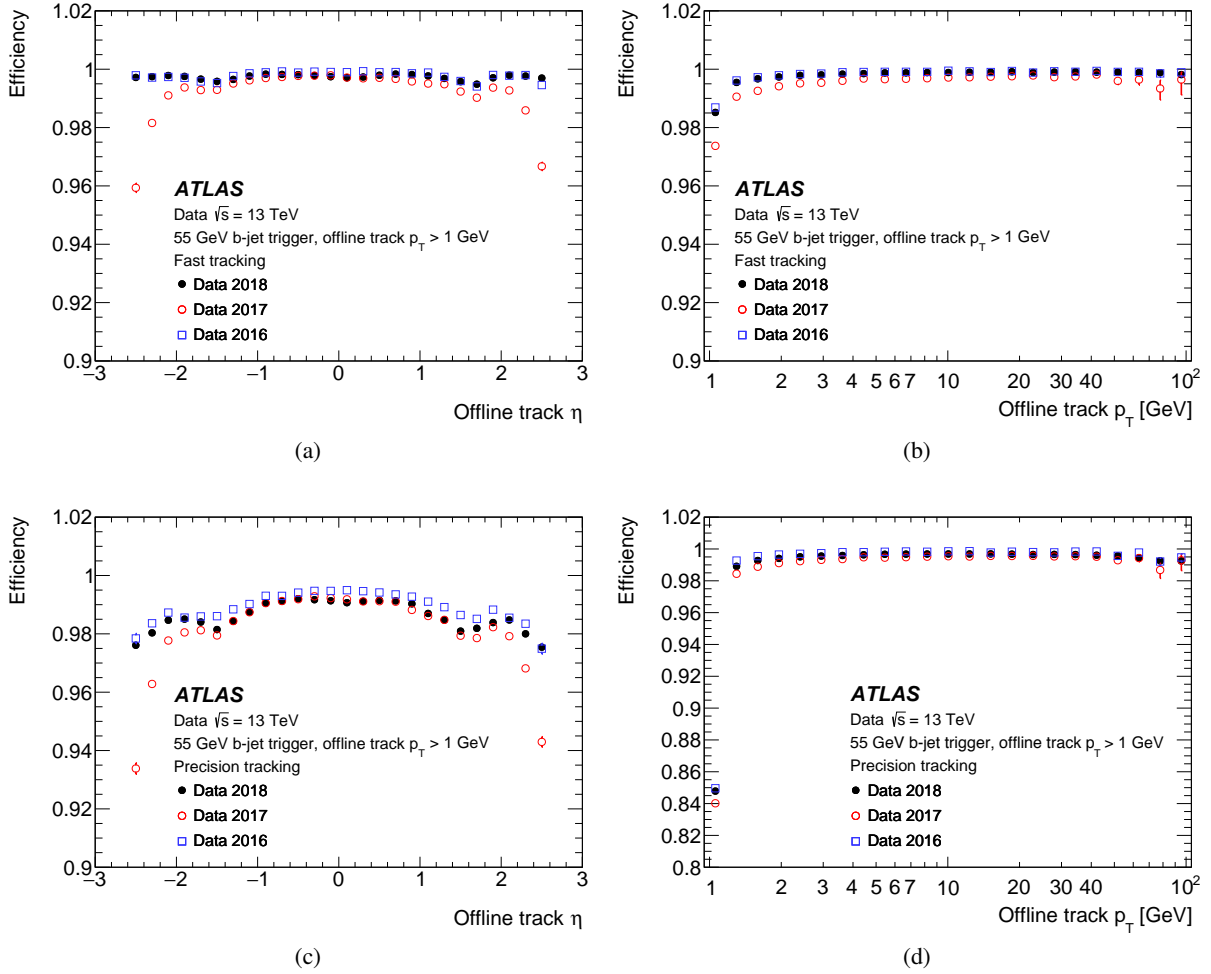 Efficiency
1.02
1
0.98
0.96
0.94
0.92
0.9
ATLAS
Data √s = 13 TeV
55 GeV b-jet trigger, offline track p_T > 1 GeV
Fast tracking
Data 2018
Data 2017
Data 2016
−3 −2 −1 0 1 2 3
Offline track η
(a)
Efficiency
1.02
1
0.98
0.96
0.94
0.92
0.9
ATLAS
Data √s = 13 TeV
55 GeV b-jet trigger, offline track p_T > 1 GeV
Fast tracking
Data 2018
Data 2017
Data 2016
1 2 3 4 5 6 7 10 20 30 40 10²
Offline track p_T [GeV]
(b)
Efficiency
1.02
1
0.98
0.96
0.94
0.92
0.9
ATLAS
Data √s = 13 TeV
55 GeV b-jet trigger, offline track p_T > 1 GeV
Precision tracking
Data 2018
Data 2017
Data 2016
−3 −2 −1 0 1 2 3
Offline track η
(c)
Efficiency
1.02
1
0.98
0.96
0.94
0.92
0.9
0.88
0.86
0.84
0.82
0.8
ATLAS
Data √s = 13 TeV
55 GeV b-jet trigger, offline track p_T > 1 GeV
Precision tracking
Data 2018
Data 2017
Data 2016
1 2 3 4 5 6 7 10 20 30 40 10²
Offline track p_T [GeV]
(d)